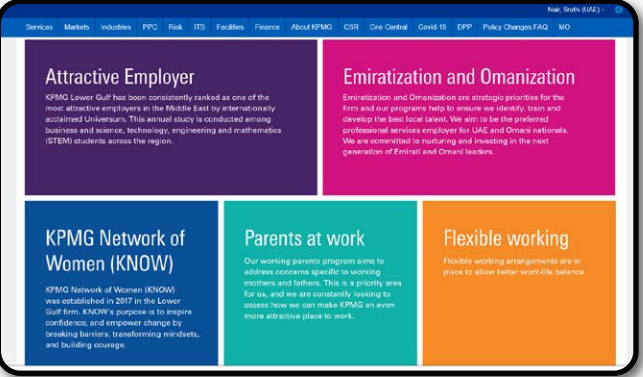 Nair, Sruthi (UAE)
Services Markets Industries PPC Risk ITS Facilities Finance About KPMG CSR One Central Covid-19 DPP Policy Changes FAQ MO
Attractive Employer
KPMG Lower Gulf has been consistently ranked as one of the
most attractive employers in the Middle East by internationally
acclaimed Universum. This annual study is conducted among
business and science, technology, engineering and mathematics
(STEM) students across the region.
Emiratization and Omanization
Emiratization and Omanization are strategic priorities for the
firm and our programs help to ensure we identify, train and
develop the best local talent. We aim to be the preferred
professional services employer for UAE and Omani nationals.
We are committed to nurturing and investing in the next
generation of Emirati and Omani leaders.
KPMG Network of
Women (KNOW)
KPMG Network of Women (KNOW)
was established in 2017 in the Lower
Gulf firm. KNOW's purpose is to inspire
confidence, and empower change by
breaking barriers, transforming mindsets,
and building courage.
Parents at work
Our working parents program aims to
address concerns specific to working
mothers and fathers. This is a priority area
for us, and we are constantly looking to
assess how we can make KPMG an even
more attractive place to work.
Flexible working
Flexible working arrangements are in
place to allow better work-life balance.